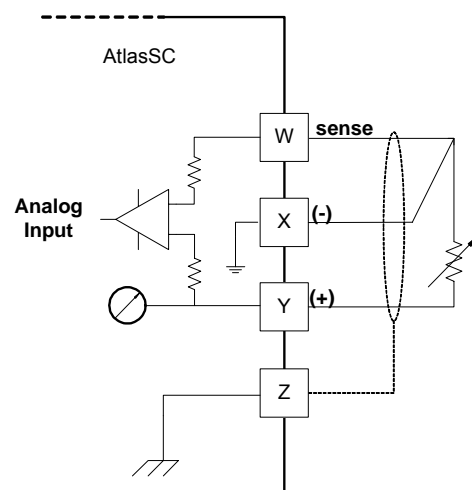 AtlasSC
W sense
Analog
Input
X (-)
Y (+)
Z